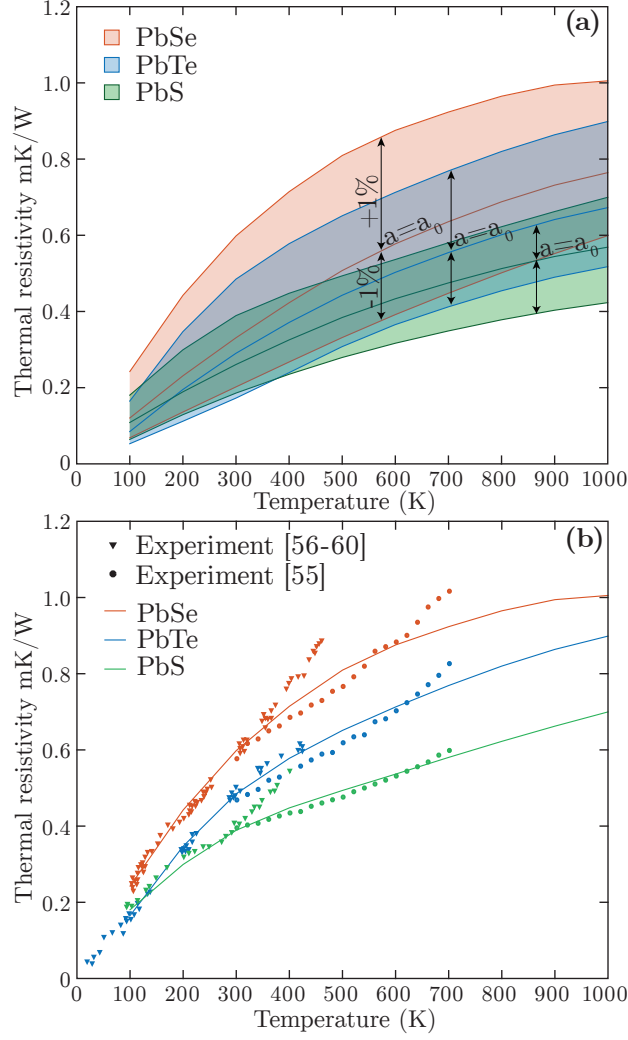 1.2
(a)
PbSe
PbTe
PbS
1.0
0.8
0.6
0.4
0.2
0
Thermal resistivity mK/W
+1%
-1%
a=a₀
a=a₀
a=a₀
100 200 300 400 500 600 700 800 900 1000
Temperature (K)
1.2
(b)
Experiment [56-60]
Experiment [55]
PbSe
PbTe
PbS
1.0
0.8
0.6
0.4
0.2
0
Thermal resistivity mK/W
100 200 300 400 500 600 700 800 900 1000
Temperature (K)